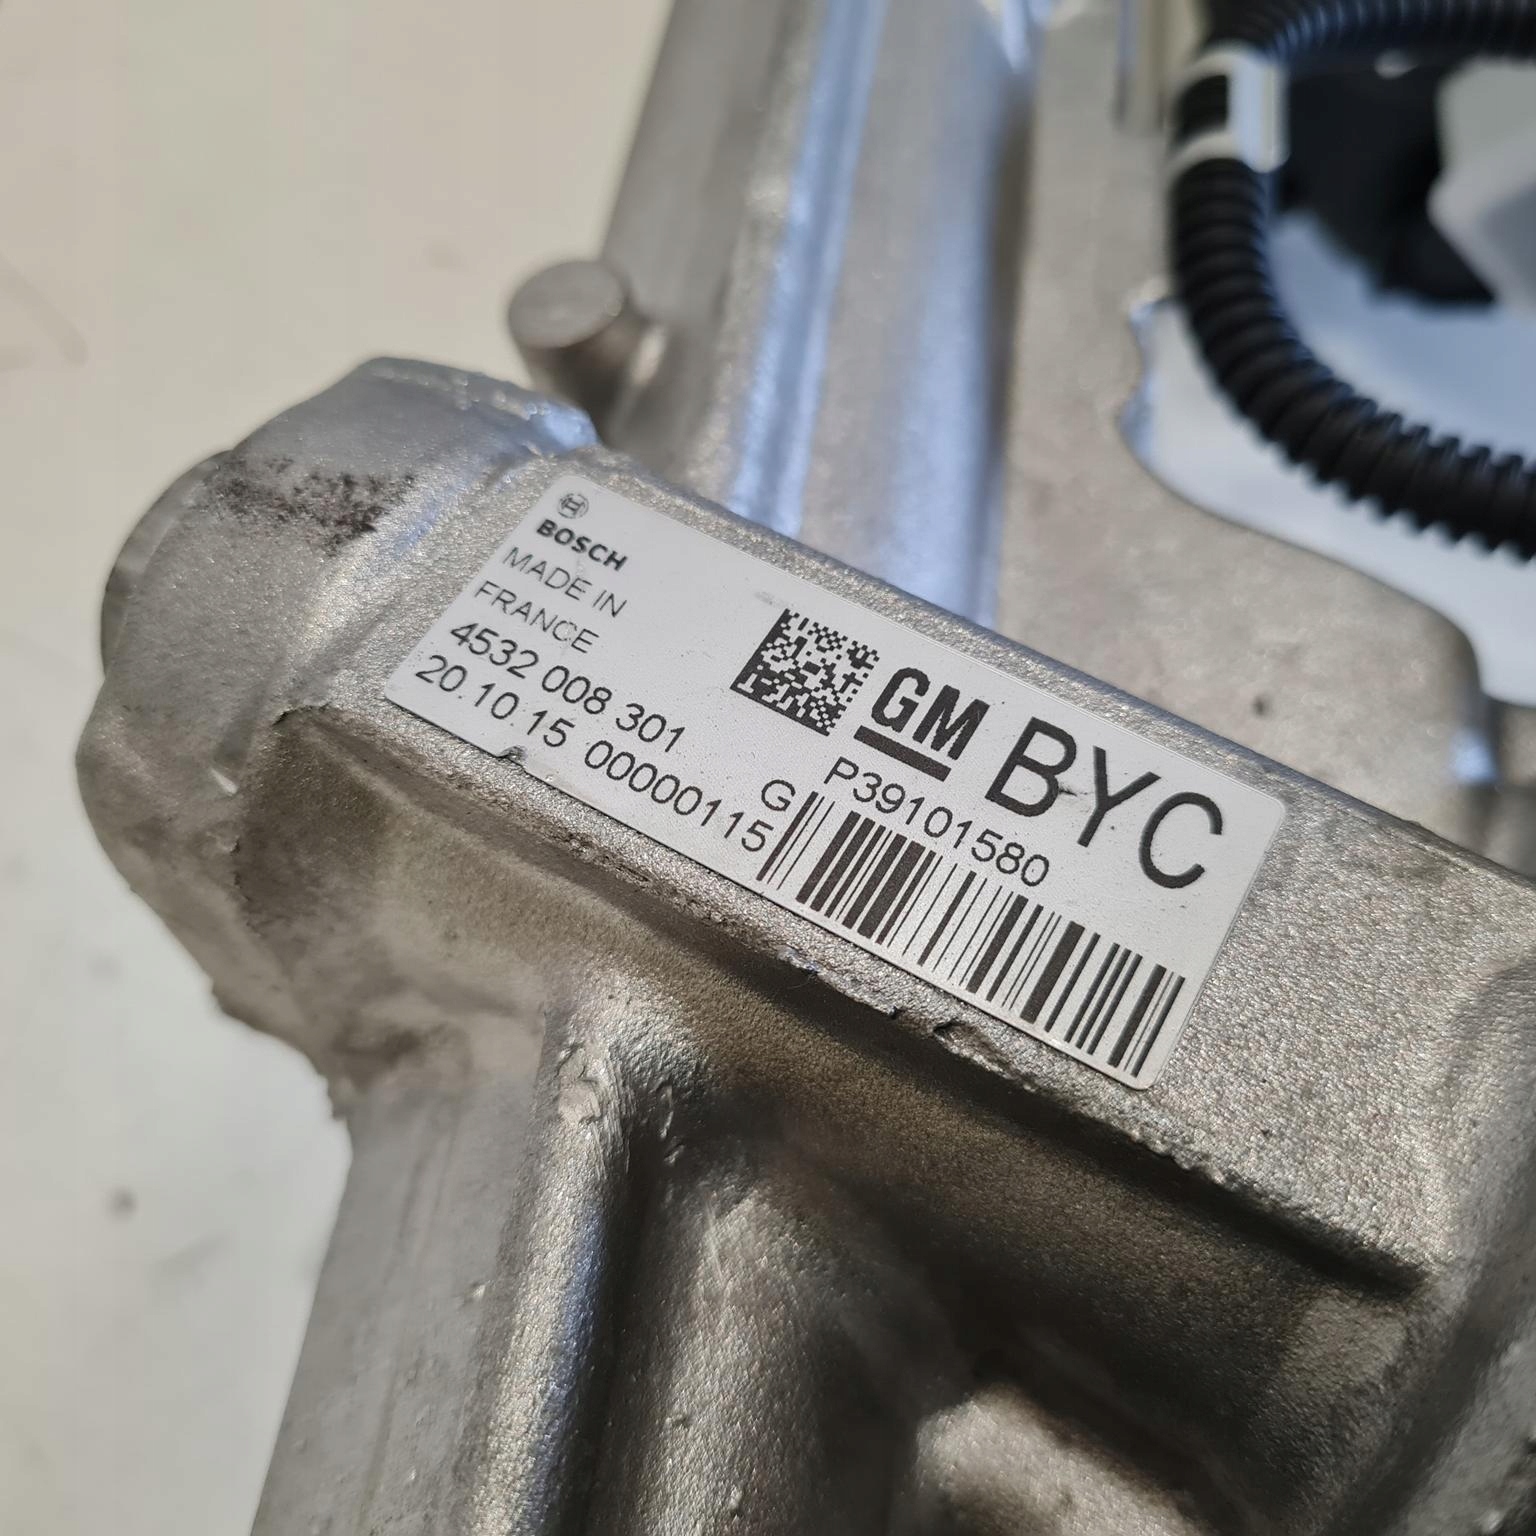 BOSCH
MADE IN
FRANCE
4532 008 301
20.10.15 00000115
GM
BYC
P39101580
G